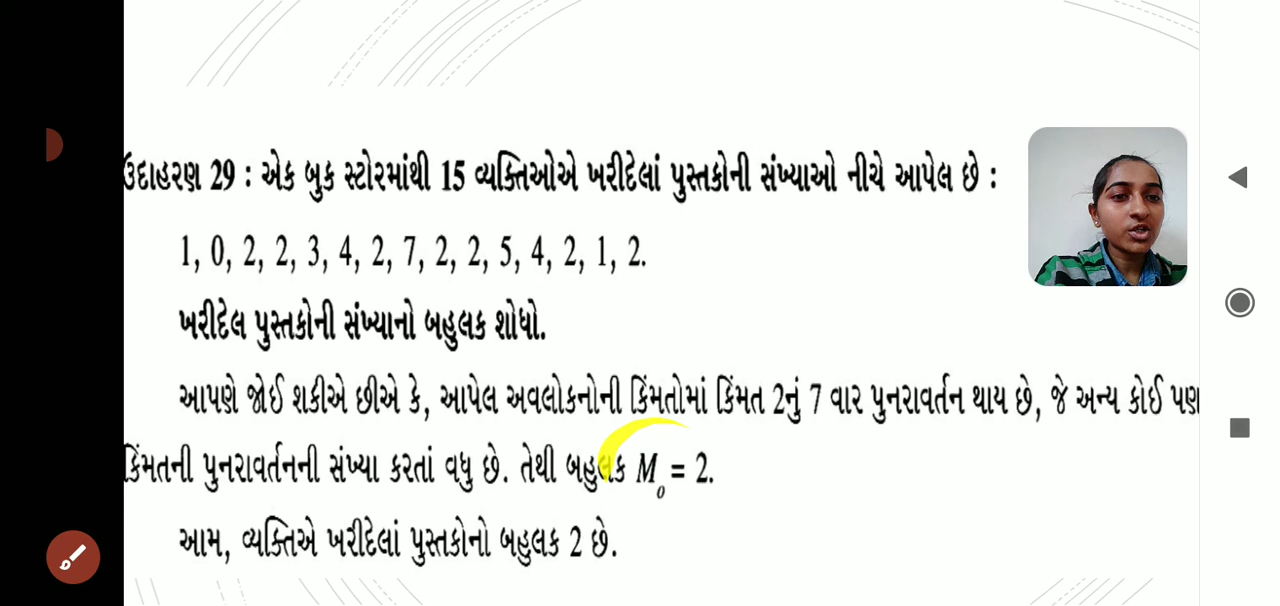 ઉદાહરણ 29 : એક બુક સ્ટોરમાંથી 15 વ્યક્તિઓએ ખરીદેલાં પુસ્તકોની સંખ્યાઓ નીચે આપેલ છે :
1, 0, 2, 2, 3, 4, 2, 7, 2, 2, 5, 4, 2, 1, 2.
ખરીદેલ પુસ્તકોની સંખ્યાનો બહુલક શોધો.
આપણે જોઈ શકીએ છીએ કે, આપેલ અવલોકનોની કિંમતોમાં કિંમત 2નું 7 વાર પુનરાવર્તન થાય છે, જે અન્ય કોઈ પણ
કિંમતની પુનરાવર્તનની સંખ્યા કરતાં વધુ છે. તેથી બહુલક M₀ = 2.
આમ, વ્યક્તિએ ખરીદેલાં પુસ્તકોનો બહુલક 2 છે.